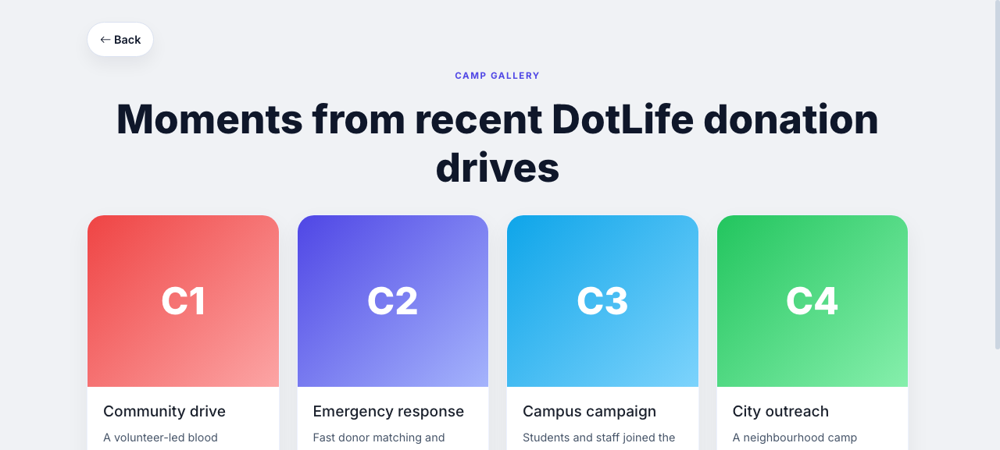 Back
CAMP GALLERY
Moments from recent DotLife donation
drives
C1
C2
C3
C4
Community drive
A volunteer-led blood
Emergency response
Fast donor matching and
Campus campaign
Students and staff joined the
City outreach
A neighbourhood camp